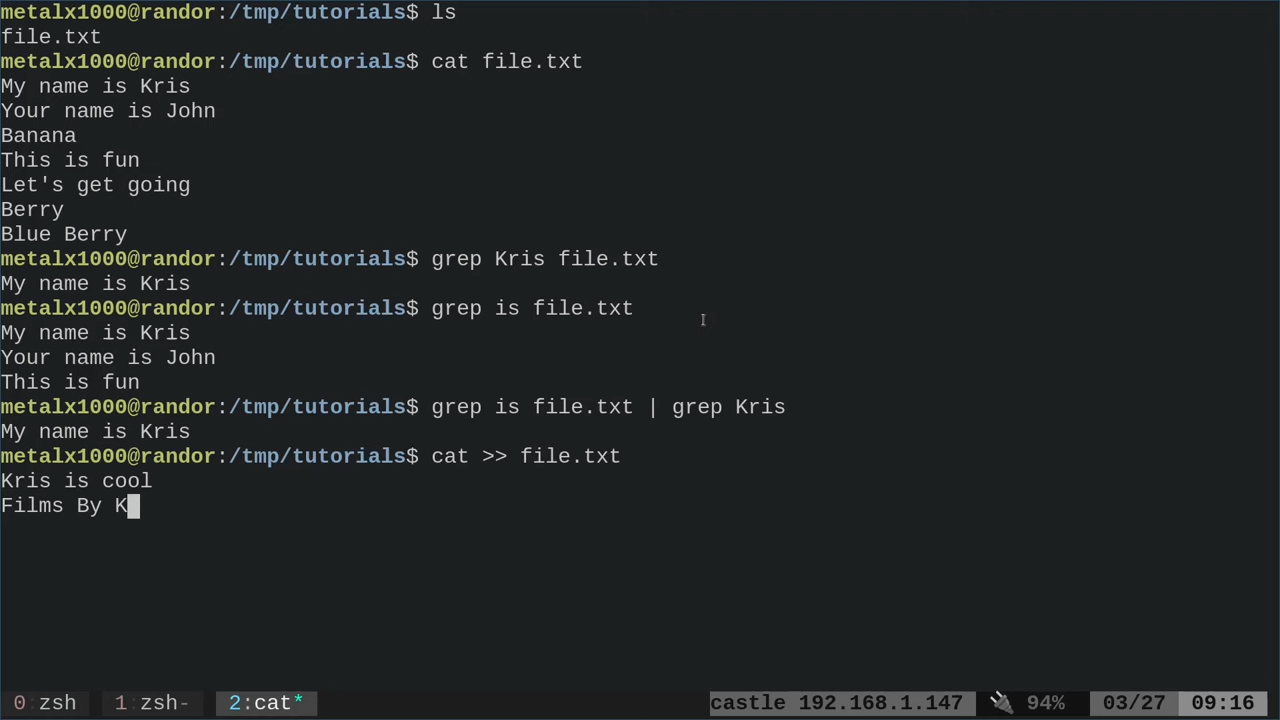 metalx1000@randor:/tmp/tutorials$ ls
file.txt
metalx1000@randor:/tmp/tutorials$ cat file.txt
My name is Kris
Your name is John
Banana
This is fun
Let's get going
Berry
Blue Berry
metalx1000@randor:/tmp/tutorials$ grep Kris file.txt
My name is Kris
metalx1000@randor:/tmp/tutorials$ grep is file.txt
My name is Kris
Your name is John
This is fun
metalx1000@randor:/tmp/tutorials$ grep is file.txt | grep Kris
My name is Kris
metalx1000@randor:/tmp/tutorials$ cat >> file.txt
Kris is cool
Films By K
0 zsh 1 zsh- 2:cat* castle 192.168.1.147 94% 03/27 09:16